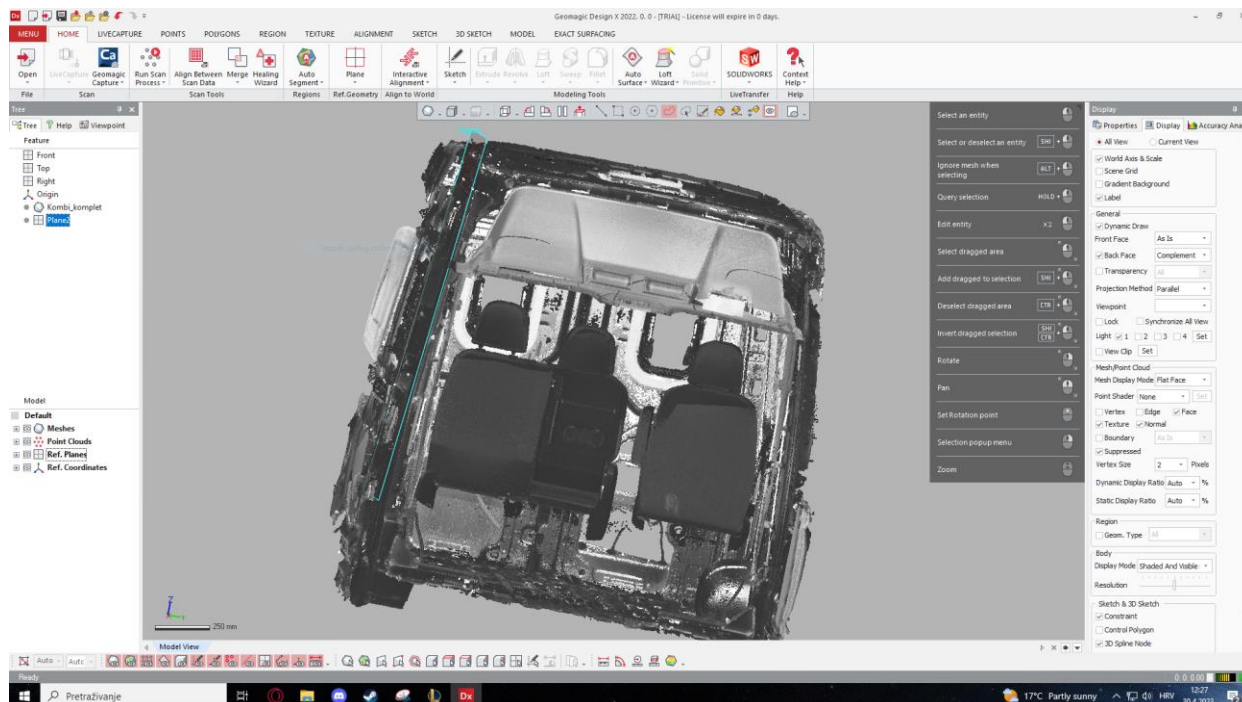 Geomagic Design X 2022. 0. 0 - [TRIAL] - License will expire in 0 days.
MENU HOME LIVECAPTURE POINTS POLYGONS REGION TEXTURE ALIGNMENT SKETCH 3D SKETCH MODEL EXACT SURFACING
Open LiveCapture Geomagic Capture Run Scan Process Align Between Scan Data Merge Healing Wizard Auto Segment Plane Interactive Alignment Sketch Extrude Revolve Loft Sweep Fillet Auto Surface Loft Wizard Solid Primitive SOLIDWORKS Context Help
File Scan Scan Tools Regions Ref.Geometry Align to World Modeling Tools LiveTransfer Help
Tree
Tree Help Viewpoint
Feature
Front
Top
Right
Origin
Kombi_komplet
Plane2
Model
Default
Meshes
Point Clouds
Ref. Planes
Ref. Coordinates
Z
250 mm
Model View
Select an entity
Select or deselect an entity SHI +
Ignore mesh when selecting ALT +
Query selection HOLD +
Edit entity ×2
Select dragged area
Add dragged to selection SHI +
Deselect dragged area CTR +
Invert dragged selection SHI CTR +
Rotate
Pan
Set Rotation point
Selection popup menu
Zoom
Display
Properties Display Accuracy Ana
All View Current View
World Axis & Scale
Scene Grid
Gradient Background
Label
General
Dynamic Draw
Front Face As Is
Back Face Complement
Transparency All
Projection Method Parallel
Viewpoint
Lock Synchronize All View
Light 1 2 3 4 Set
View Clip Set
Mesh/Point Cloud
Mesh Display Mode Flat Face
Point Shader None Set
Vertex Edge Face
Texture Normal
Boundary As Is
Suppressed
Vertex Size 2 Pixels
Dynamic Display Ratio Auto %
Static Display Ratio Auto %
Region
Geom. Type All
Body
Display Mode Shaded And Visible
Resolution
Sketch & 3D Sketch
Constraint
Control Polygon
3D Spline Node
Auto Auto
Ready
0: 0: 0.00
Pretraživanje
Dx
17°C Partly sunny HRV 12:27
30.4.2023